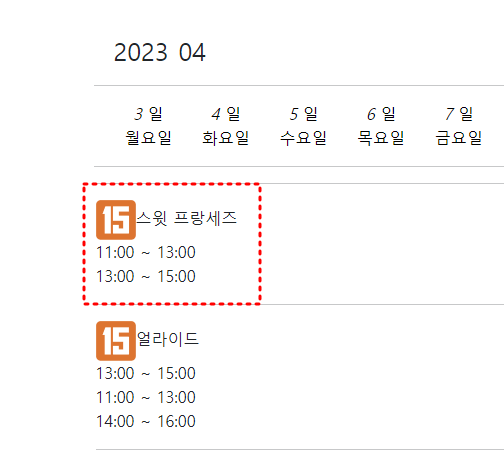 2023 04
3 일 4 일 5 일 6 일 7 일
월요일 화요일 수요일 목요일 금요일
15 스윗 프랑세즈
11:00 ~ 13:00
13:00 ~ 15:00
15 얼라이드
13:00 ~ 15:00
11:00 ~ 13:00
14:00 ~ 16:00